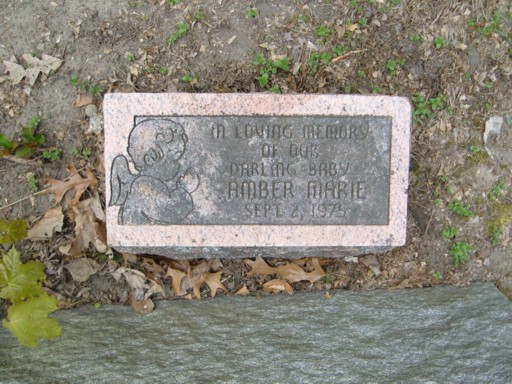 IN LOVING MEMORY
OF OUR
DARLING BABY
AMBER MARIE
SEPT. 2, 1975